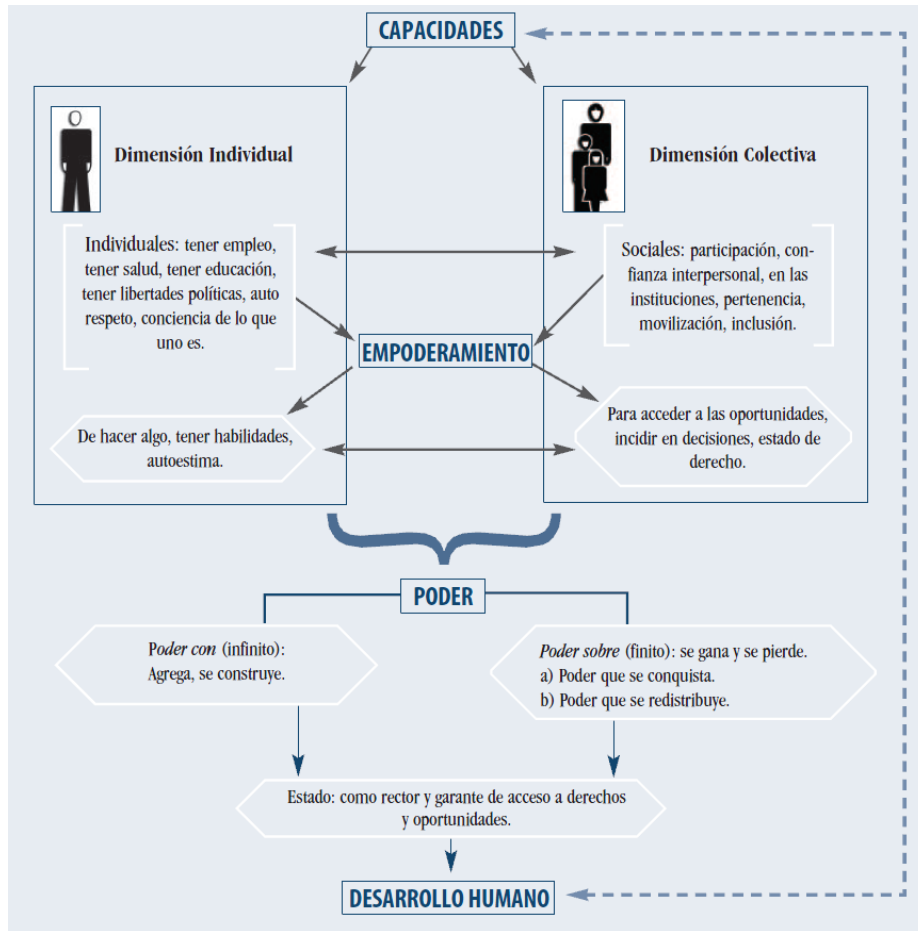 CAPACIDADES
Dimensión Individual
Individuales: tener empleo,
tener salud, tener educación,
tener libertades políticas, auto
respeto, conciencia de lo que
uno es.
Dimensión Colectiva
Sociales: participación, con-
fianza interpersonal, en las
instituciones, pertenencia,
movilización, inclusión.
EMPODERAMIENTO
De hacer algo, tener habilidades,
autoestima.
Para acceder a las oportunidades,
incidir en decisiones, estado de
derecho.
PODER
Poder con (infinito):
Agrega, se construye.
Poder sobre (finito): se gana y se pierde.
a) Poder que se conquista.
b) Poder que se redistribuye.
Estado: como rector y garante de acceso a derechos
y oportunidades.
DESARROLLO HUMANO